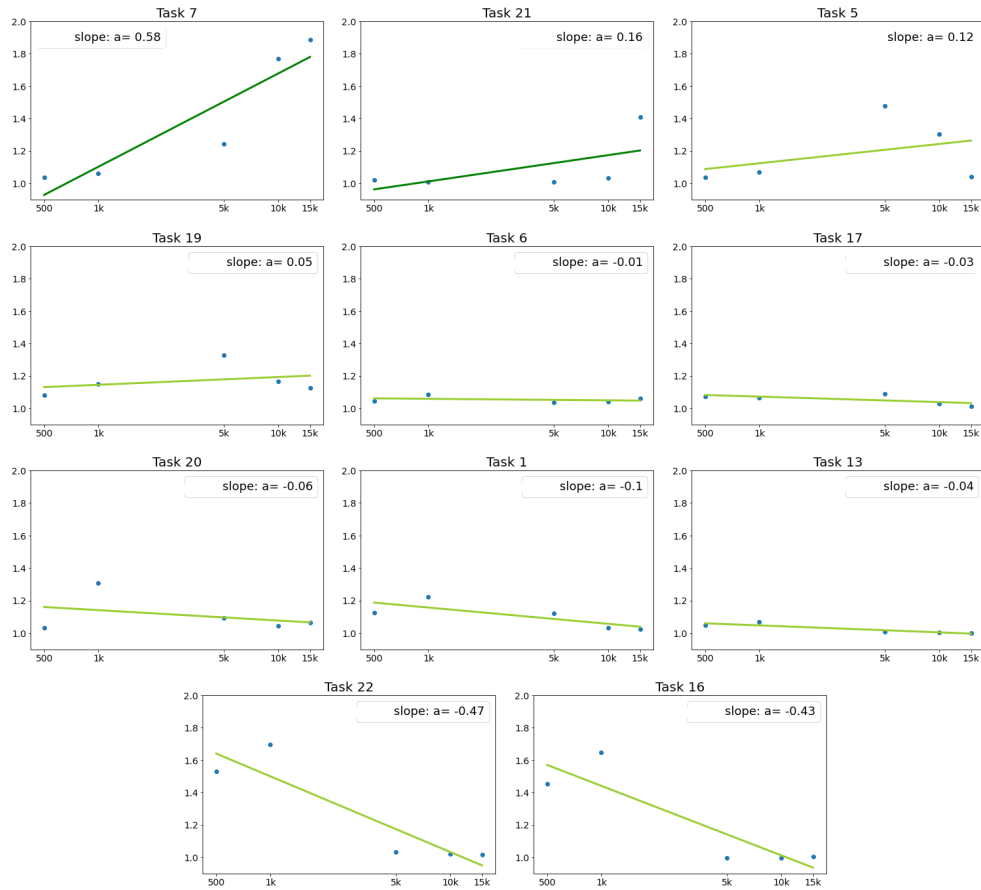 Task 7
slope: a= 0.58
2.0
1.8
1.6
1.4
1.2
1.0
500 1k 5k 10k 15k
Task 21
slope: a= 0.16
2.0
1.8
1.6
1.4
1.2
1.0
500 1k 5k 10k 15k
Task 5
slope: a= 0.12
2.0
1.8
1.6
1.4
1.2
1.0
500 1k 5k 10k 15k
Task 19
slope: a= 0.05
2.0
1.8
1.6
1.4
1.2
1.0
500 1k 5k 10k 15k
Task 6
slope: a= -0.01
2.0
1.8
1.6
1.4
1.2
1.0
500 1k 5k 10k 15k
Task 17
slope: a= -0.03
2.0
1.8
1.6
1.4
1.2
1.0
500 1k 5k 10k 15k
Task 20
slope: a= -0.06
2.0
1.8
1.6
1.4
1.2
1.0
500 1k 5k 10k 15k
Task 1
slope: a= -0.1
2.0
1.8
1.6
1.4
1.2
1.0
500 1k 5k 10k 15k
Task 13
slope: a= -0.04
2.0
1.8
1.6
1.4
1.2
1.0
500 1k 5k 10k 15k
Task 22
slope: a= -0.47
2.0
1.8
1.6
1.4
1.2
1.0
500 1k 5k 10k 15k
Task 16
slope: a= -0.43
2.0
1.8
1.6
1.4
1.2
1.0
500 1k 5k 10k 15k